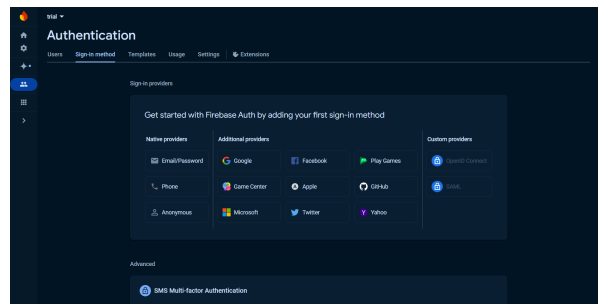 trial
Authentication
Users Sign-in method Templates Usage Settings Extensions
Sign-in providers
Get started with Firebase Auth by adding your first sign-in method
Native providers Additional providers Custom providers
Email/Password Google Facebook Play Games OpenID Connect
Phone Game Center Apple GitHub SAML
Anonymous Microsoft Twitter Yahoo
Advanced
SMS Multi-factor Authentication